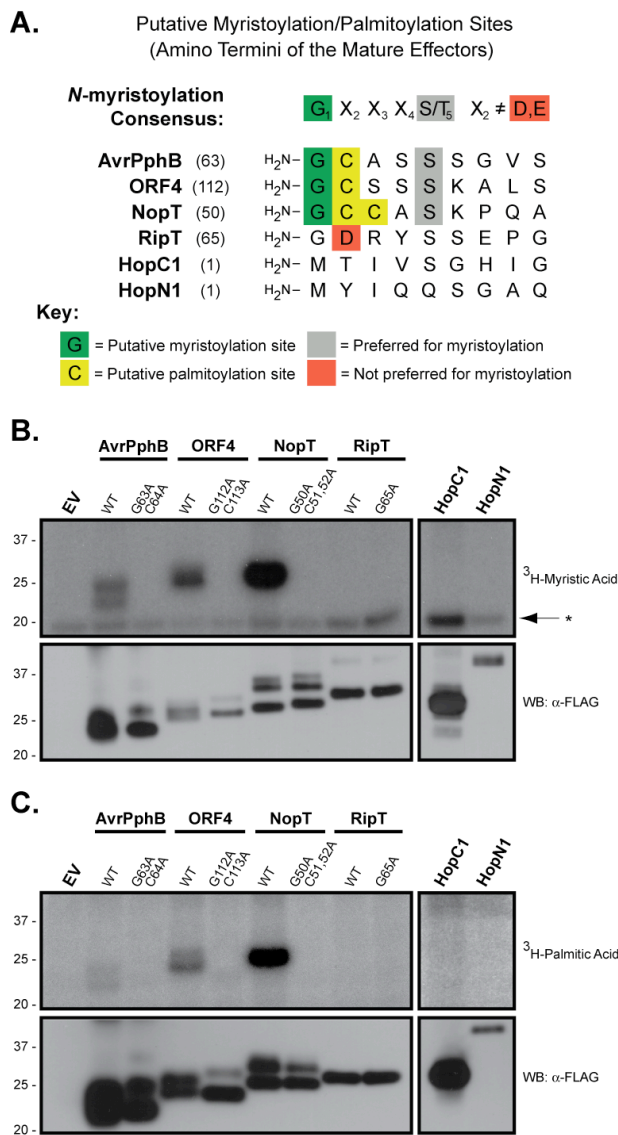 A.
Putative Myristoylation/Palmitoylation Sites
(Amino Termini of the Mature Effectors)
N-myristoylation Consensus: G1 X2 X3 X4 S/T5 X2 ≠ D,E
AvrPphB (63) H2N– G C A S S S G V S
ORF4 (112) H2N– G C S S S K A L S
NopT (50) H2N– G C C A S K P Q A
RipT (65) H2N– G D R Y S S E P G
HopC1 (1) H2N– M T I V S G H I G
HopN1 (1) H2N– M Y I Q Q S G A Q
Key:
G = Putative myristoylation site
= Preferred for myristoylation
C = Putative palmitoylation site
= Not preferred for myristoylation
B.
AvrPphB ORF4 NopT RipT
EV WT G63A C64A WT G112A C113A WT G50A C51,52A WT G65A HopC1 HopN1
37 -
25 -
20 -
3H-Myristic Acid
*
37 -
25 -
20 -
WB: α-FLAG
C.
AvrPphB ORF4 NopT RipT
EV WT G63A C64A WT G112A C113A WT G50A C51,52A WT G65A HopC1 HopN1
37 -
25 -
20 -
3H-Palmitic Acid
37 -
25 -
20 -
WB: α-FLAG